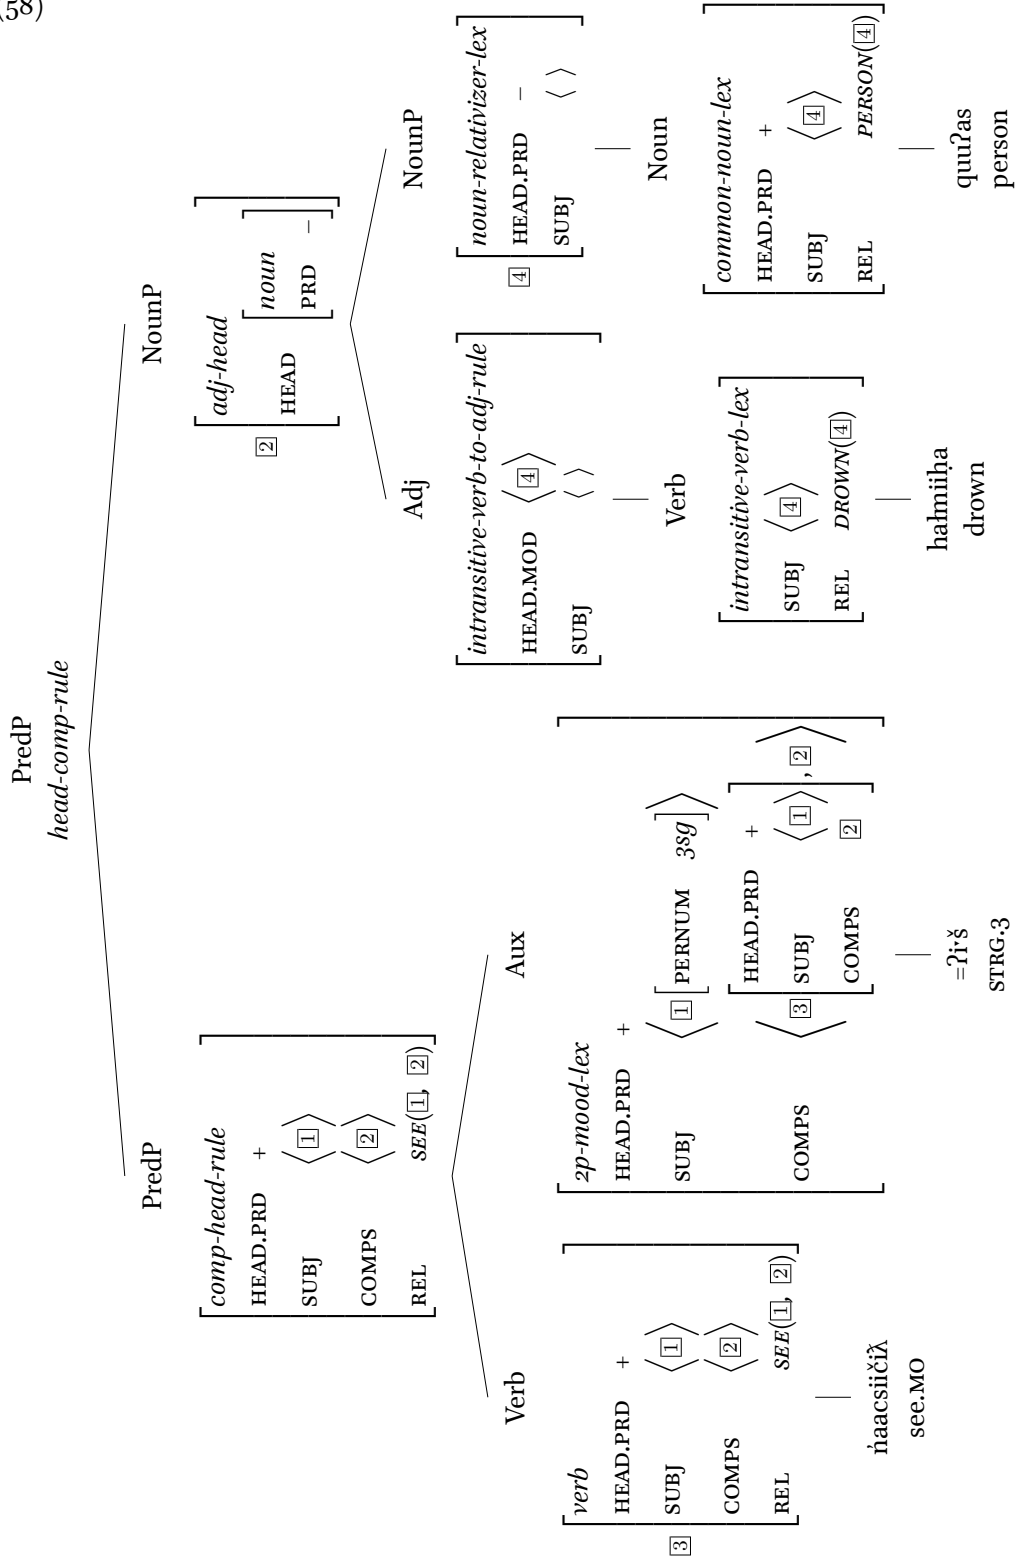 (58)
PredP
head-comp-rule
PredP
comp-head-rule
HEAD.PRD +
SUBJ ⟨1⟩
COMPS ⟨2⟩
REL SEE(1, 2)
Verb
3
verb
HEAD.PRD +
SUBJ ⟨1⟩
COMPS ⟨2⟩
REL SEE(1, 2)
n̓aacsiičiƛ
see.MO
Aux
2p-mood-lex
HEAD.PRD +
SUBJ ⟨1 [PERNUM 3sg]⟩
COMPS ⟨3 [HEAD.PRD +
SUBJ ⟨1⟩
COMPS 2], 2⟩
=ʔi·š
STRG.3
NounP
2
adj-head
HEAD [noun
PRD −]
Adj
intransitive-verb-to-adj-rule
HEAD.MOD ⟨4⟩
SUBJ ⟨ ⟩
Verb
intransitive-verb-lex
SUBJ ⟨4⟩
REL DROWN(4)
hałmiiḥa
drown
NounP
4
noun-relativizer-lex
HEAD.PRD −
SUBJ ⟨ ⟩
Noun
common-noun-lex
HEAD.PRD +
SUBJ ⟨4⟩
REL PERSON(4)
quuʔas
person